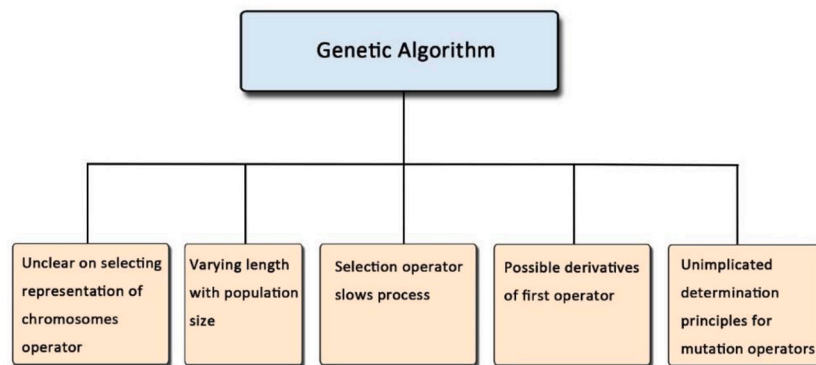 Genetic Algorithm
Unclear on selecting
representation of
chromosomes
operator
Varying length
with population
size
Selection operator
slows process
Possible derivatives
of first operator
Unimplicated
determination
principles for
mutation operators